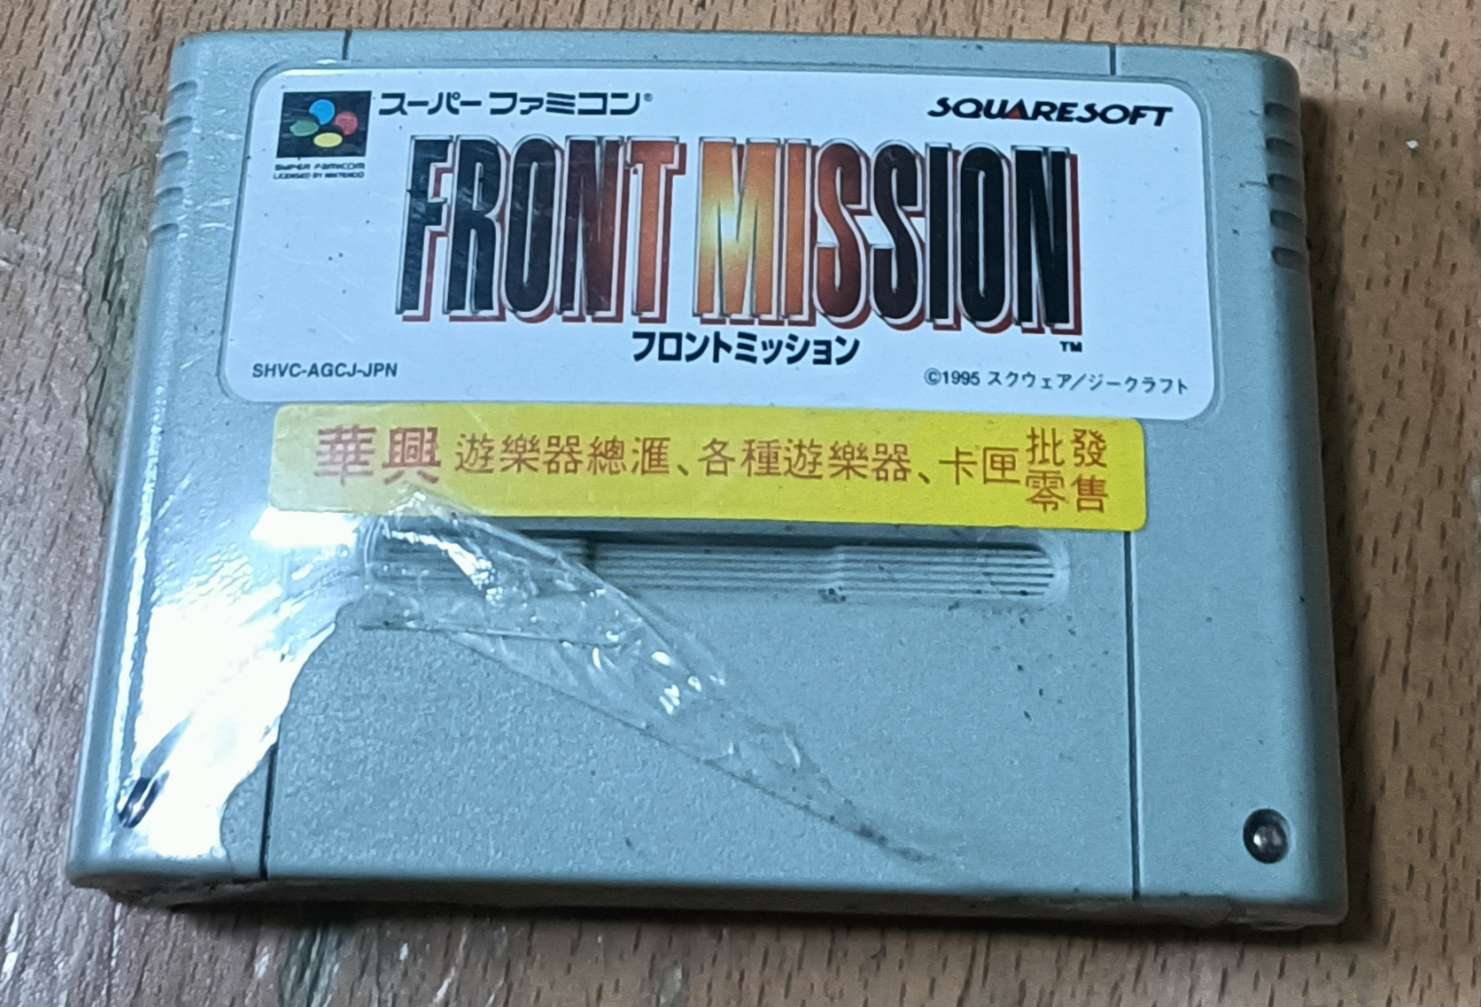 スーパーファミコン®
SQUARESOFT
SUPER FAMICOM
LICENSED BY NINTENDO
FRONT MISSION
TM
フロントミッション
SHVC-AGCJ-JPN
©1995 スクウェア/ジークラフト
華興 遊樂器總滙、各種遊樂器、卡匣批發零售